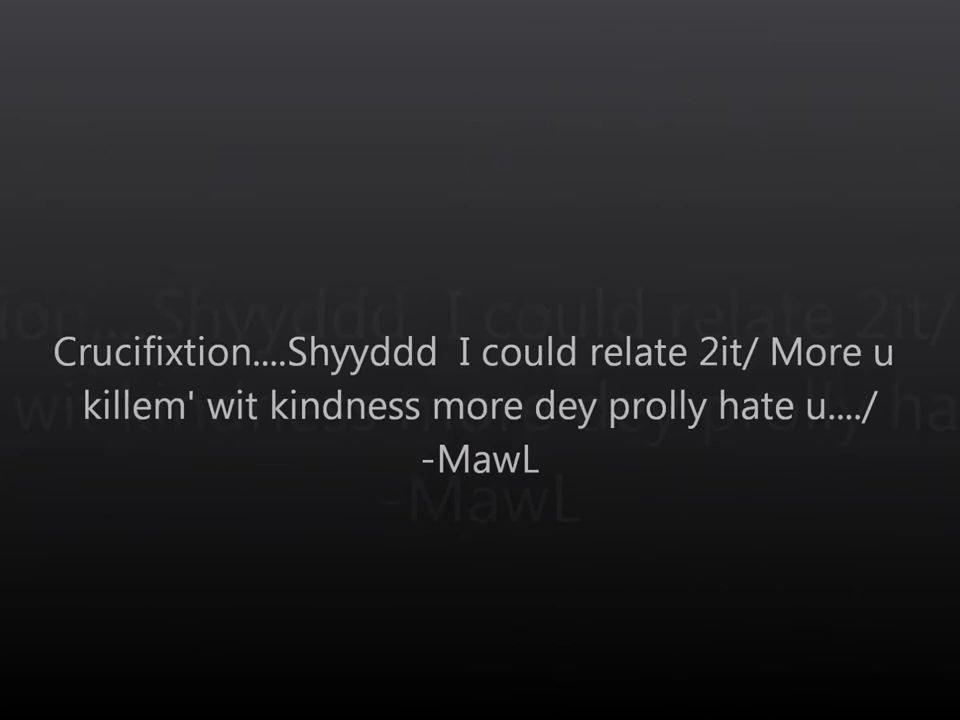 Crucifixtion....Shyyddd  I could relate 2it/ More u
killem' wit kindness more dey prolly hate u..../
-MawL